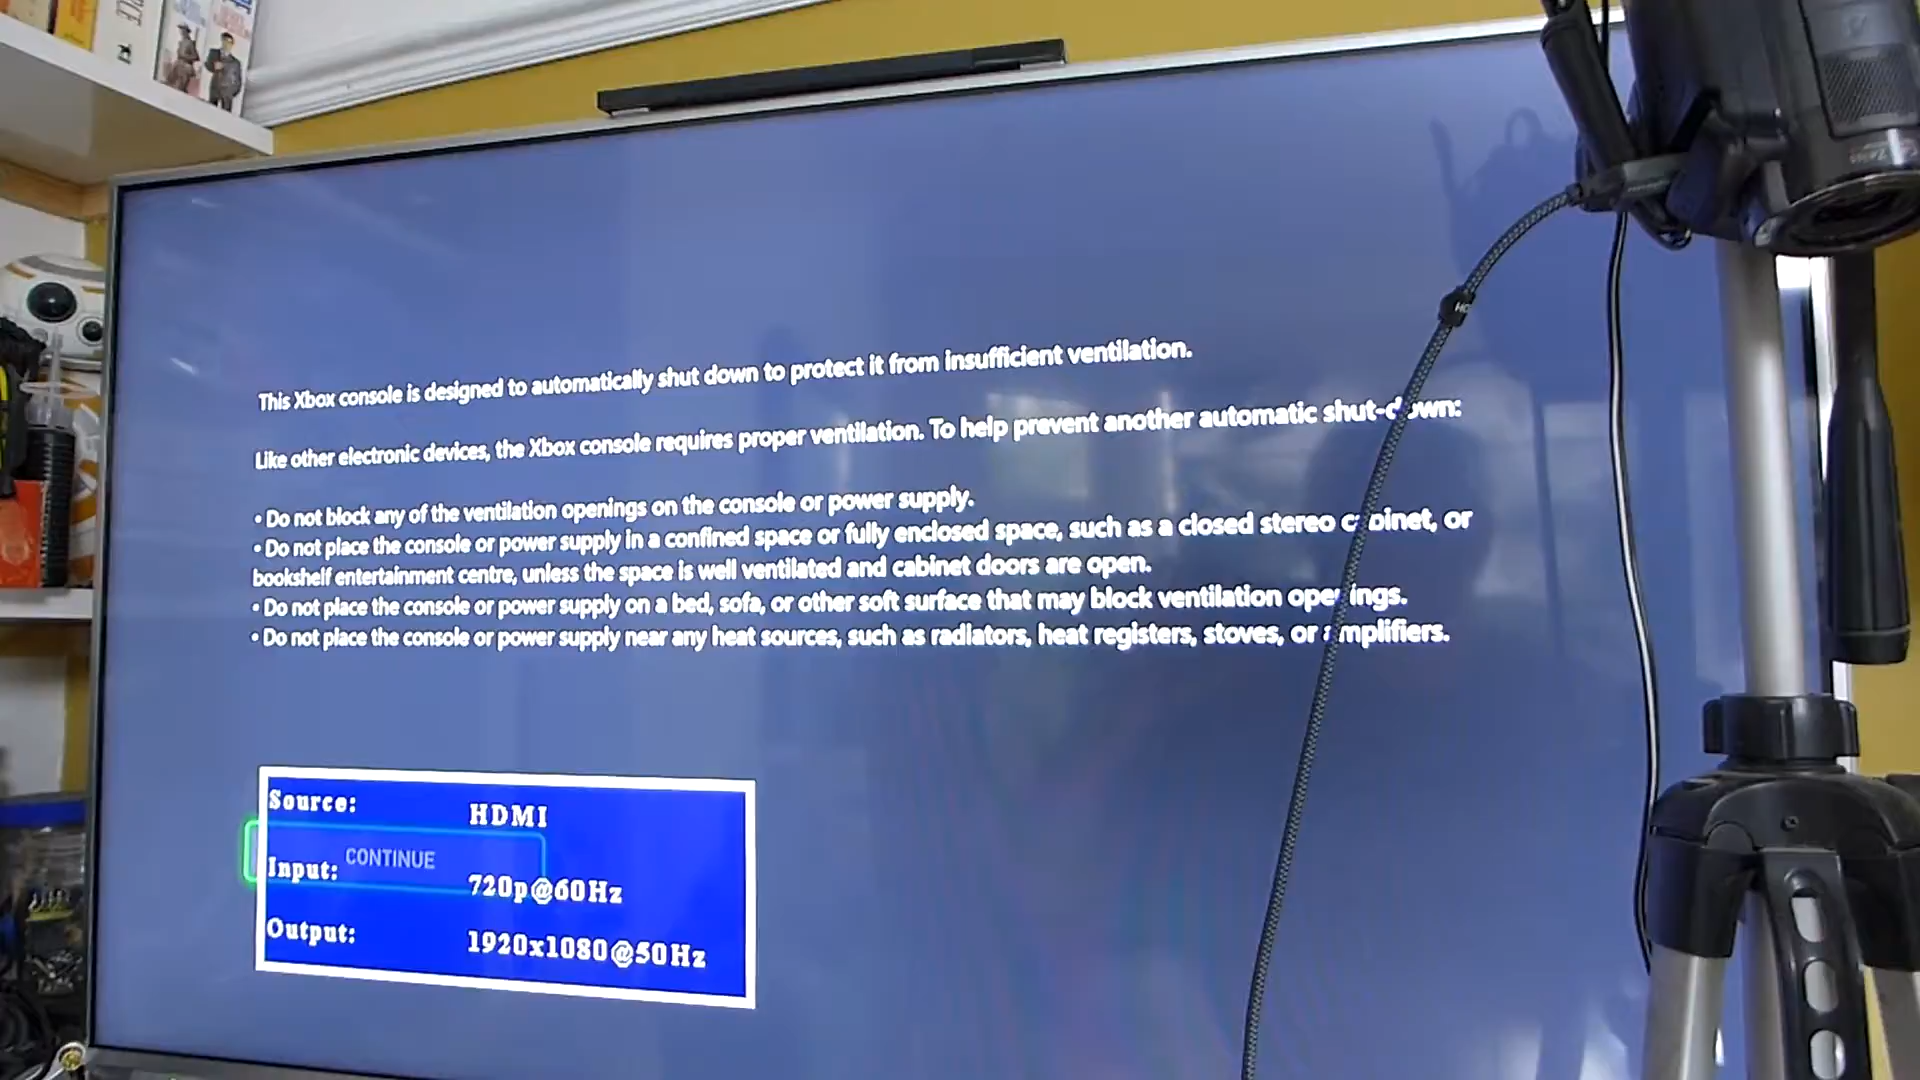 This Xbox console is designed to automatically shut down to protect it from insufficient ventilation.
Like other electronic devices, the Xbox console requires proper ventilation. To help prevent another automatic shut-down:
• Do not block any of the ventilation openings on the console or power supply.
• Do not place the console or power supply in a confined space or fully enclosed space, such as a closed stereo cabinet, or
bookshelf entertainment centre, unless the space is well ventilated and cabinet doors are open.
• Do not place the console or power supply on a bed, sofa, or other soft surface that may block ventilation openings.
• Do not place the console or power supply near any heat sources, such as radiators, heat registers, stoves, or amplifiers.
Source: HDMI
CONTINUE
Input: 720p@60Hz
Output: 1920x1080@50Hz